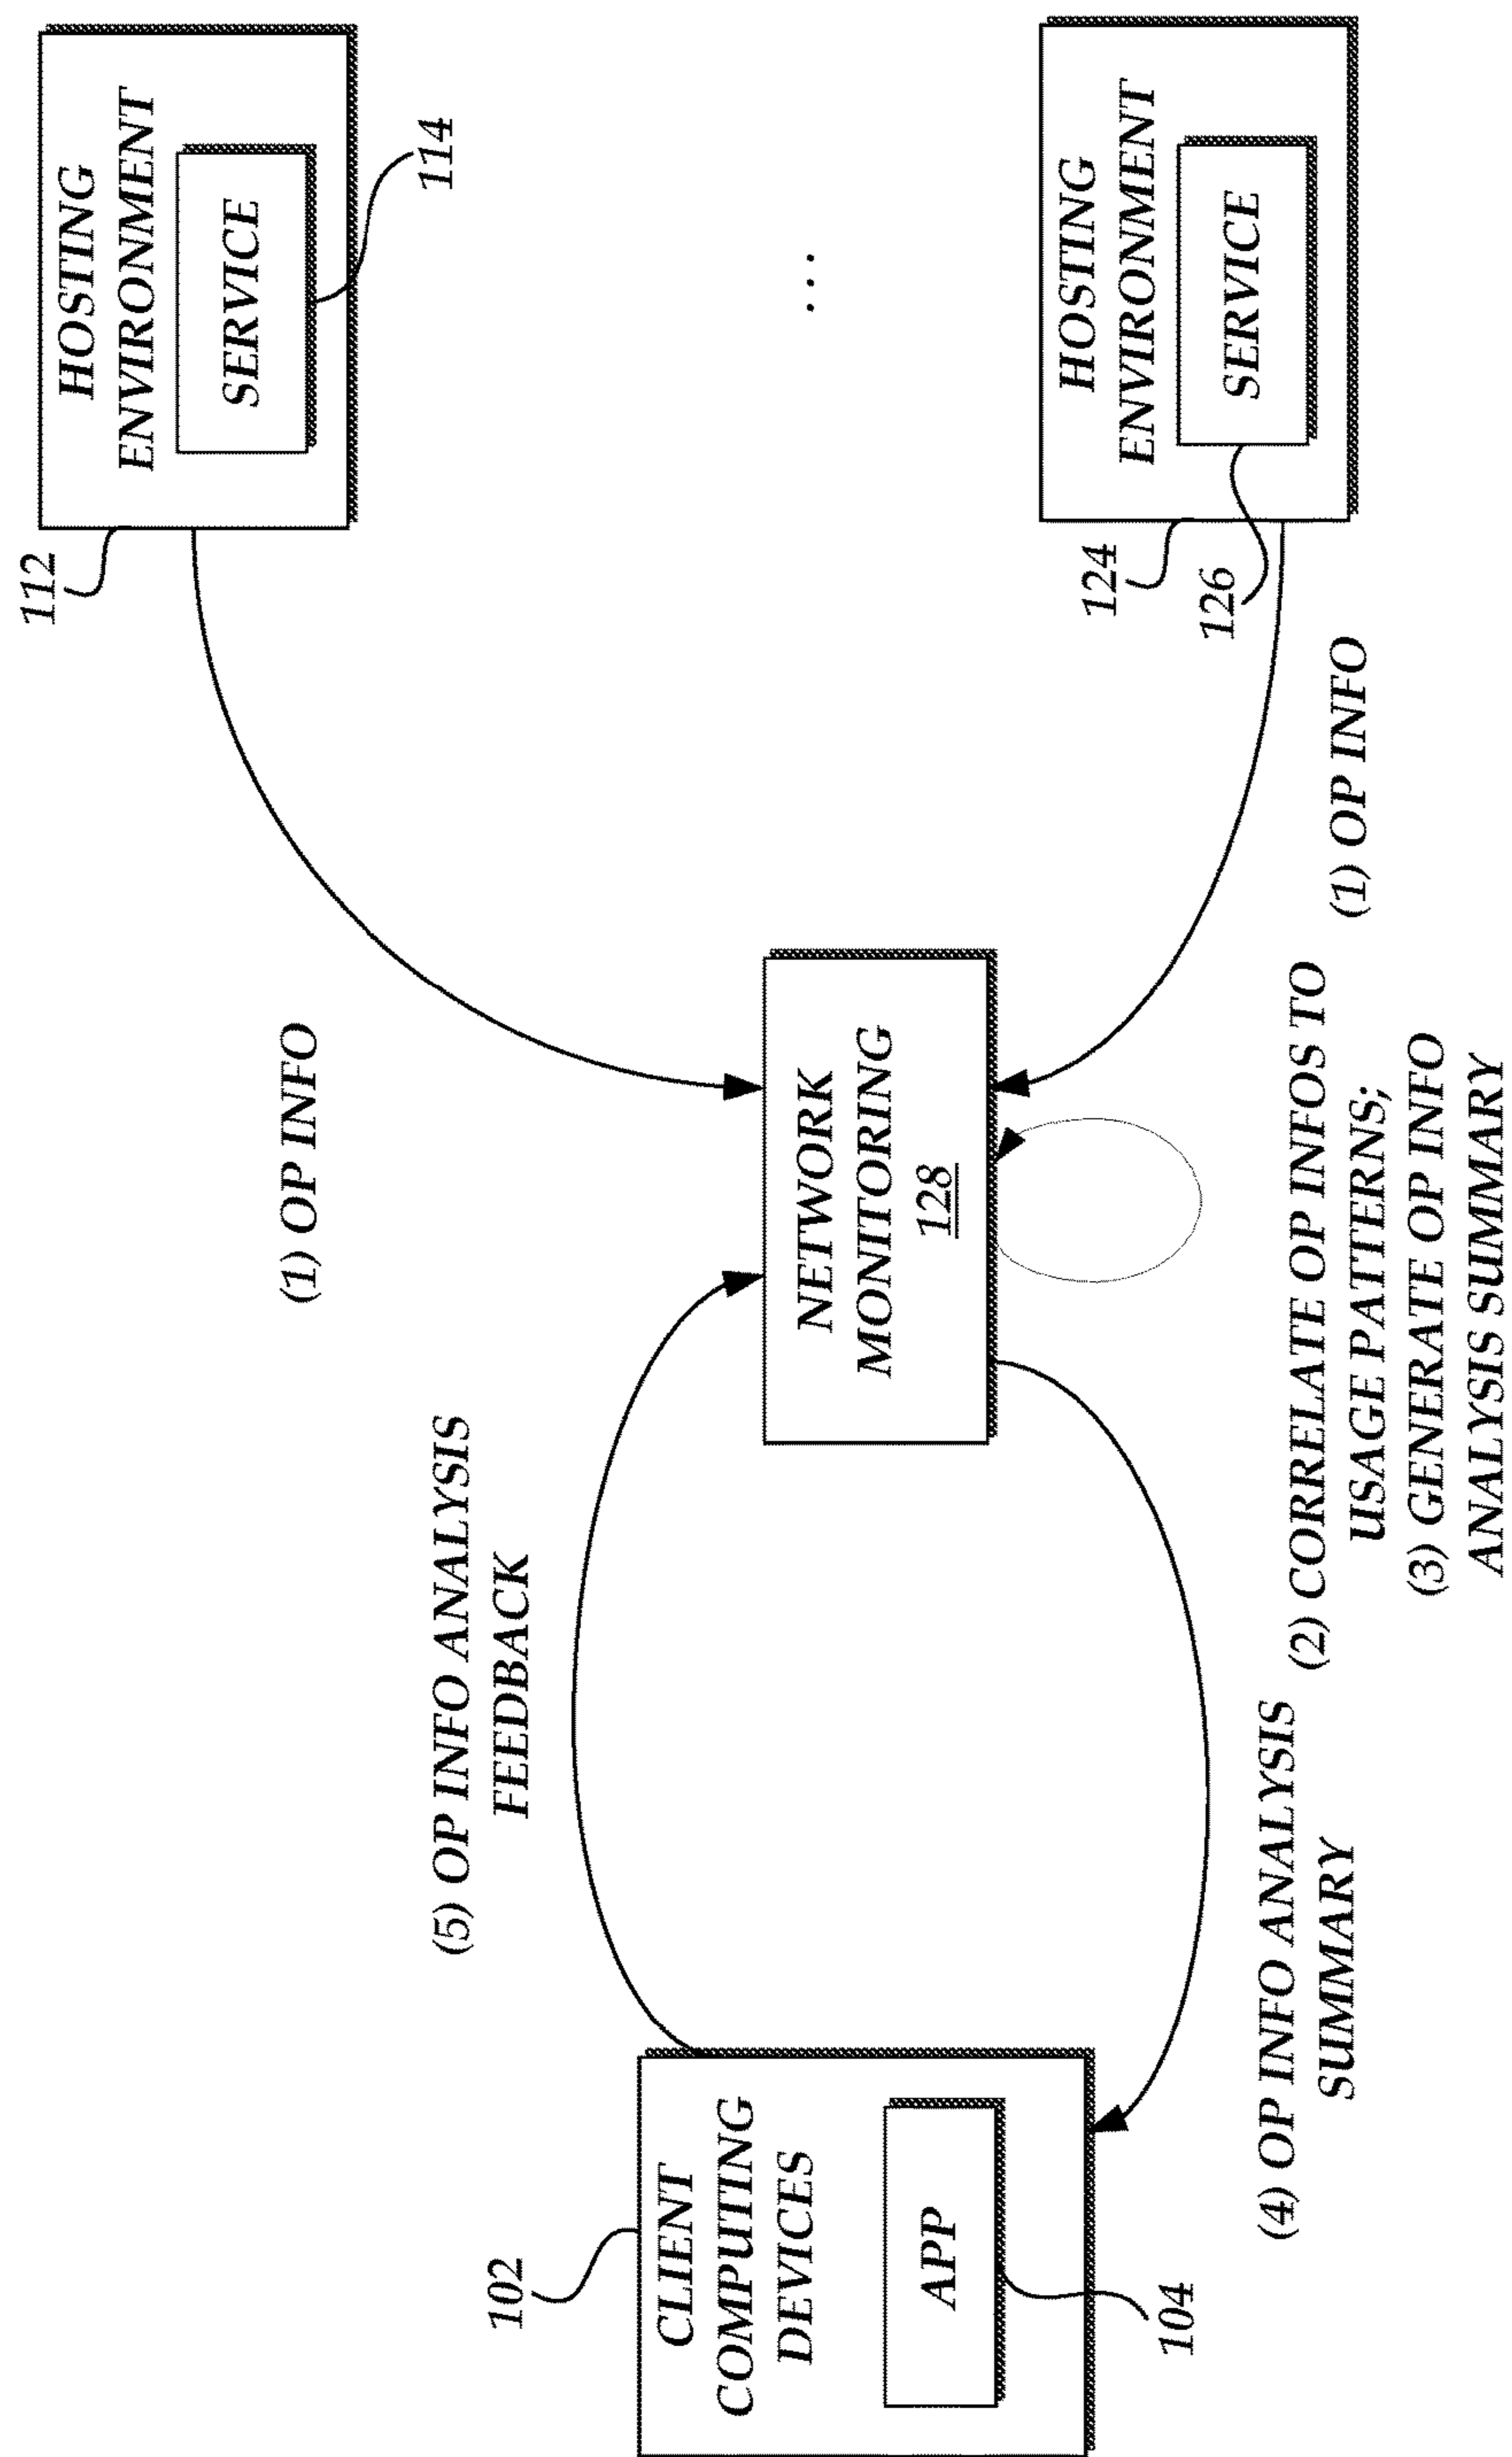 112
HOSTING
ENVIRONMENT
SERVICE
114
(1) OP INFO
(5) OP INFO ANALYSIS
FEEDBACK
102
CLIENT
COMPUTING
DEVICES
APP
104
NETWORK
MONITORING
128
...
124
HOSTING
ENVIRONMENT
SERVICE
126
(1) OP INFO
(4) OP INFO ANALYSIS
SUMMARY
(2) CORRELATE OP INFOS TO
USAGE PATTERNS;
(3) GENERATE OP INFO
ANALYSIS SUMMARY